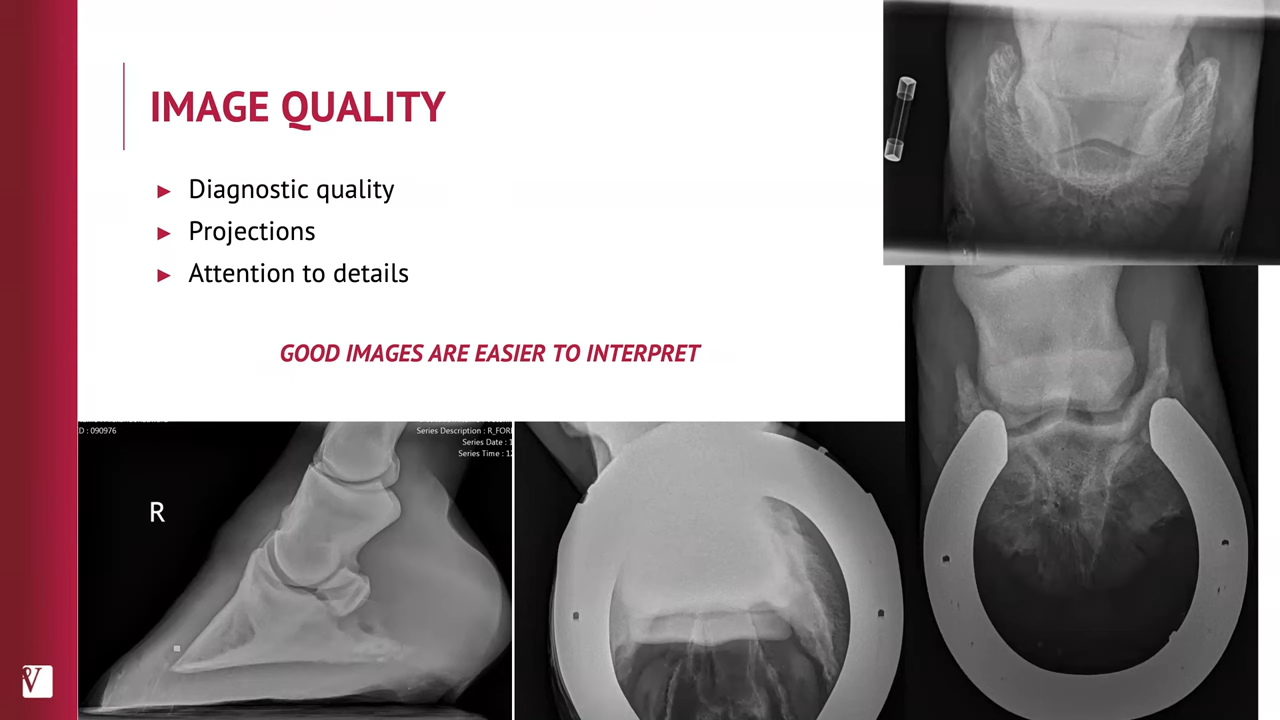 IMAGE QUALITY
► Diagnostic quality
► Projections
► Attention to details
GOOD IMAGES ARE EASIER TO INTERPRET
D : 090976
Series Description : R_FOR
Series Date : 1
Series Time : 12
R
V